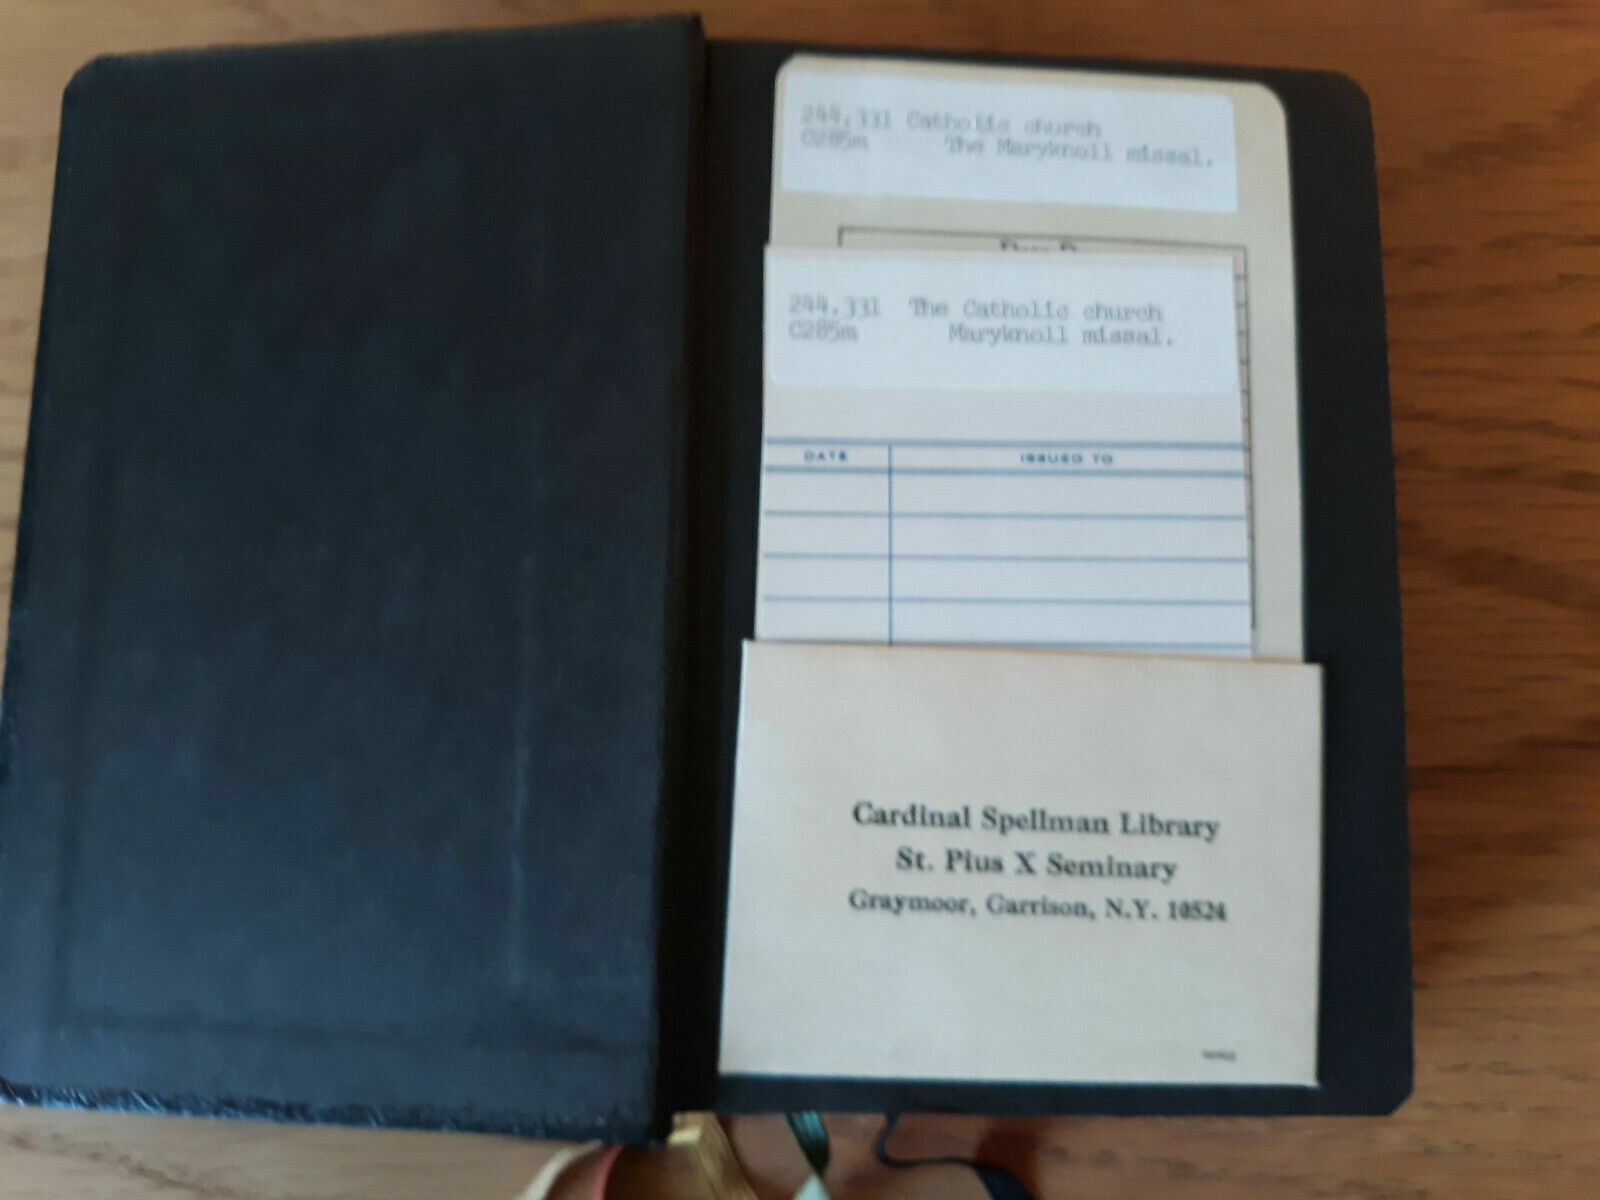 244.331 Catholic church
C285m The Maryknoll missal.
244.331 The Catholic church
C285m Maryknoll missal.
DATE ISSUED TO
Cardinal Spellman Library
St. Pius X Seminary
Graymoor, Garrison, N.Y. 10524